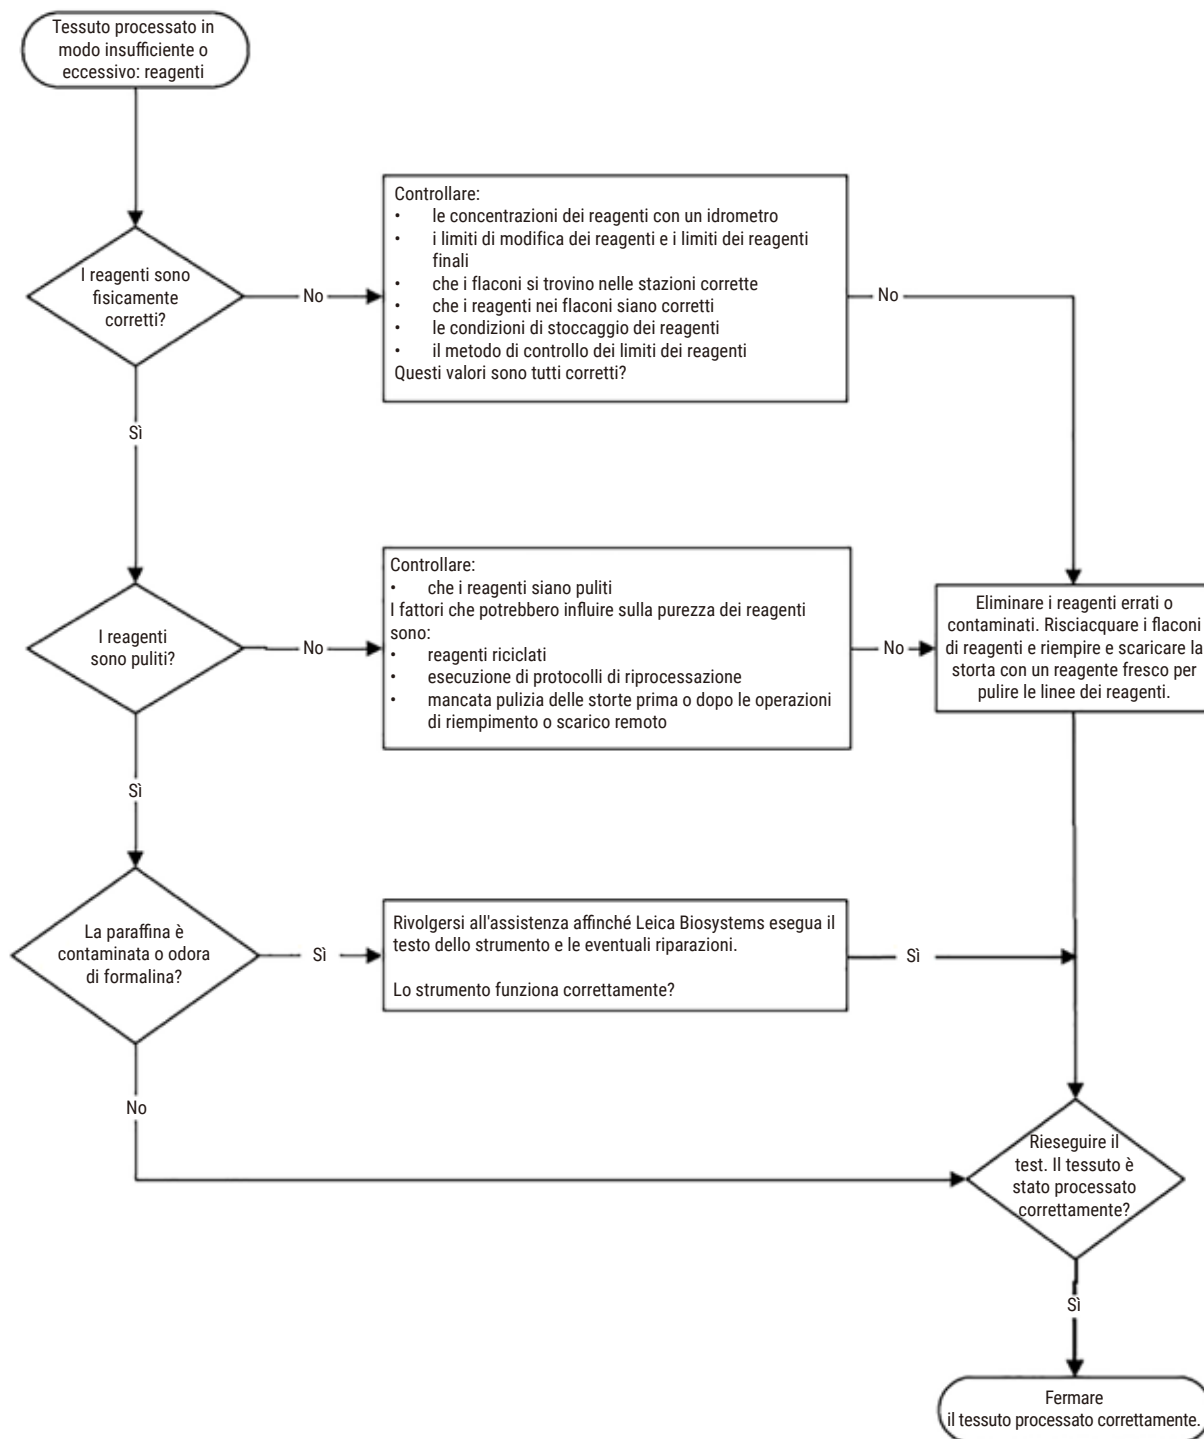 Tessuto processato in
modo insufficiente o
eccessivo: reagenti
I reagenti sono
fisicamente
corretti?
No
Controllare:
• le concentrazioni dei reagenti con un idrometro
• i limiti di modifica dei reagenti e i limiti dei reagenti
finali
• che i flaconi si trovino nelle stazioni corrette
• che i reagenti nei flaconi siano corretti
• le condizioni di stoccaggio dei reagenti
• il metodo di controllo dei limiti dei reagenti
Questi valori sono tutti corretti?
No
Sì
I reagenti
sono puliti?
No
Controllare:
• che i reagenti siano puliti
I fattori che potrebbero influire sulla purezza dei reagenti
sono:
• reagenti riciclati
• esecuzione di protocolli di riprocessazione
• mancata pulizia delle storte prima o dopo le operazioni
di riempimento o scarico remoto
No
Eliminare i reagenti errati o
contaminati. Risciacquare i flaconi
di reagenti e riempire e scaricare la
storta con un reagente fresco per
pulire le linee dei reagenti.
Sì
La paraffina è
contaminata o odora
di formalina?
Sì
Rivolgersi all'assistenza affinché Leica Biosystems esegua il
testo dello strumento e le eventuali riparazioni.
Lo strumento funziona correttamente?
Sì
No
Rieseguire il
test. Il tessuto è
stato processato
correttamente?
Sì
Fermare
il tessuto processato correttamente.